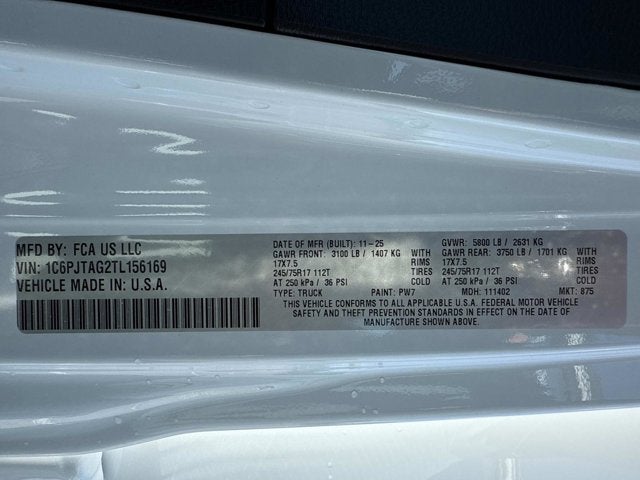 MFD BY: FCA US LLC
VIN: 1C6PJTAG2TL156169
VEHICLE MADE IN: U.S.A.
DATE OF MFR (BUILT): 11-25 GVWR: 5800 LB / 2631 KG
GAWR FRONT: 3100 LB / 1407 KG WITH GAWR REAR: 3750 LB / 1701 KG WITH
17X7.5 RIMS 17X7.5 RIMS
245/75R17 112T TIRES 245/75R17 112T TIRES
AT 250 kPa / 36 PSI COLD AT 250 kPa / 36 PSI COLD
TYPE: TRUCK PAINT: PW7 MDH: 111402 MKT: 875
THIS VEHICLE CONFORMS TO ALL APPLICABLE U.S.A. FEDERAL MOTOR VEHICLE
SAFETY AND THEFT PREVENTION STANDARDS IN EFFECT ON THE DATE OF
MANUFACTURE SHOWN ABOVE.